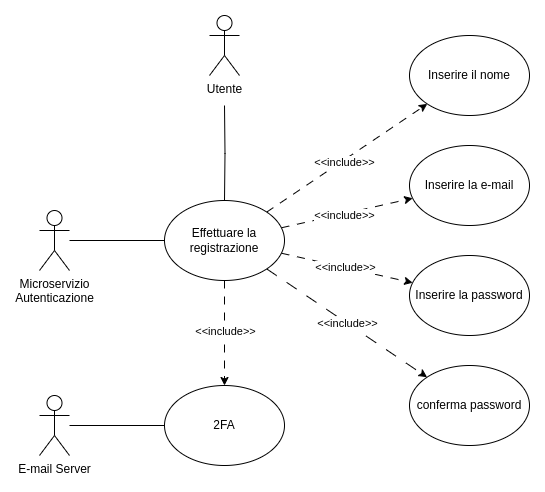 Utente
Inserire il nome
<<include>>
Inserire la e-mail
<<include>>
Effettuare la
registrazione
Microservizio
Autenticazione
<<include>>
Inserire la password
<<include>>
<<include>>
conferma password
2FA
E-mail Server